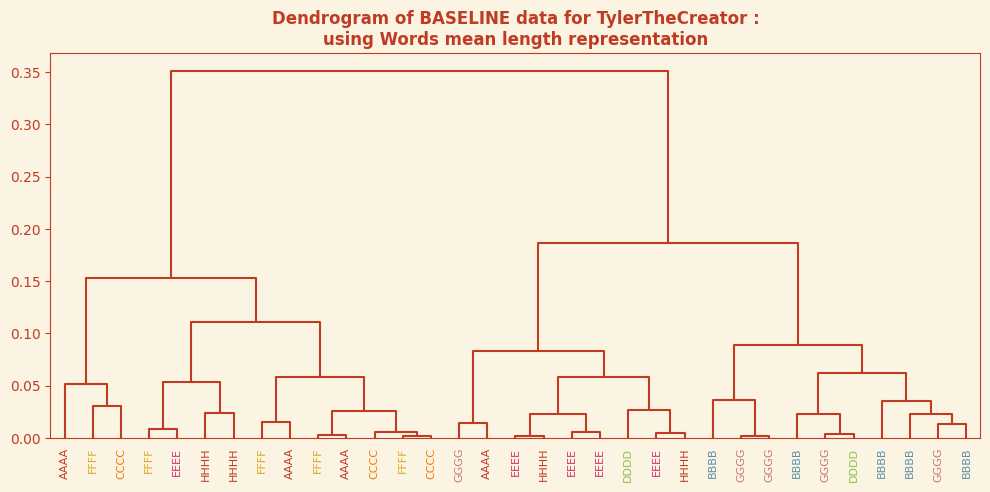 Dendrogram of BASELINE data for TylerTheCreator :
using Words mean length representation
0.35
0.30
0.25
0.20
0.15
0.10
0.05
0.00
AAAA FFFF CCCC FFFF EEEE HHHH HHHH FFFF AAAA FFFF AAAA CCCC FFFF CCCC GGGG AAAA EEEE HHHH EEEE EEEE DDDD EEEE HHHH BBBB GGGG GGGG BBBB GGGG DDDD BBBB BBBB GGGG BBBB